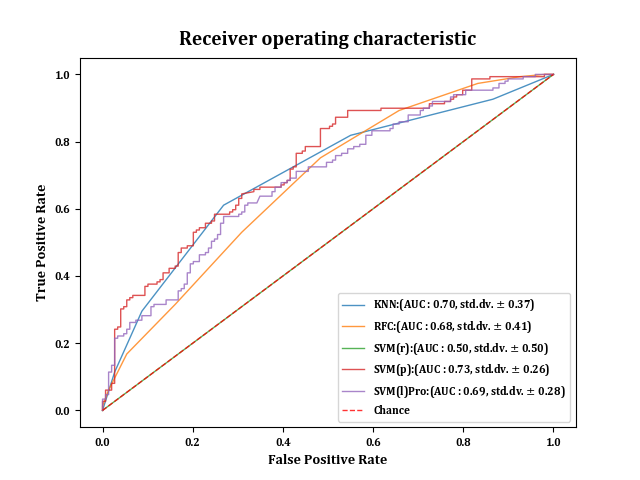 Receiver operating characteristic
1.0
0.8
0.6
0.4
0.2
0.0
True Positive Rate
KNN:(AUC : 0.70, std.dv. ± 0.37)
RFC:(AUC : 0.68, std.dv. ± 0.41)
SVM(r):(AUC : 0.50, std.dv. ± 0.50)
SVM(p):(AUC : 0.73, std.dv. ± 0.26)
SVM(l)Pro:(AUC : 0.69, std.dv. ± 0.28)
Chance
0.0 0.2 0.4 0.6 0.8 1.0
False Positive Rate